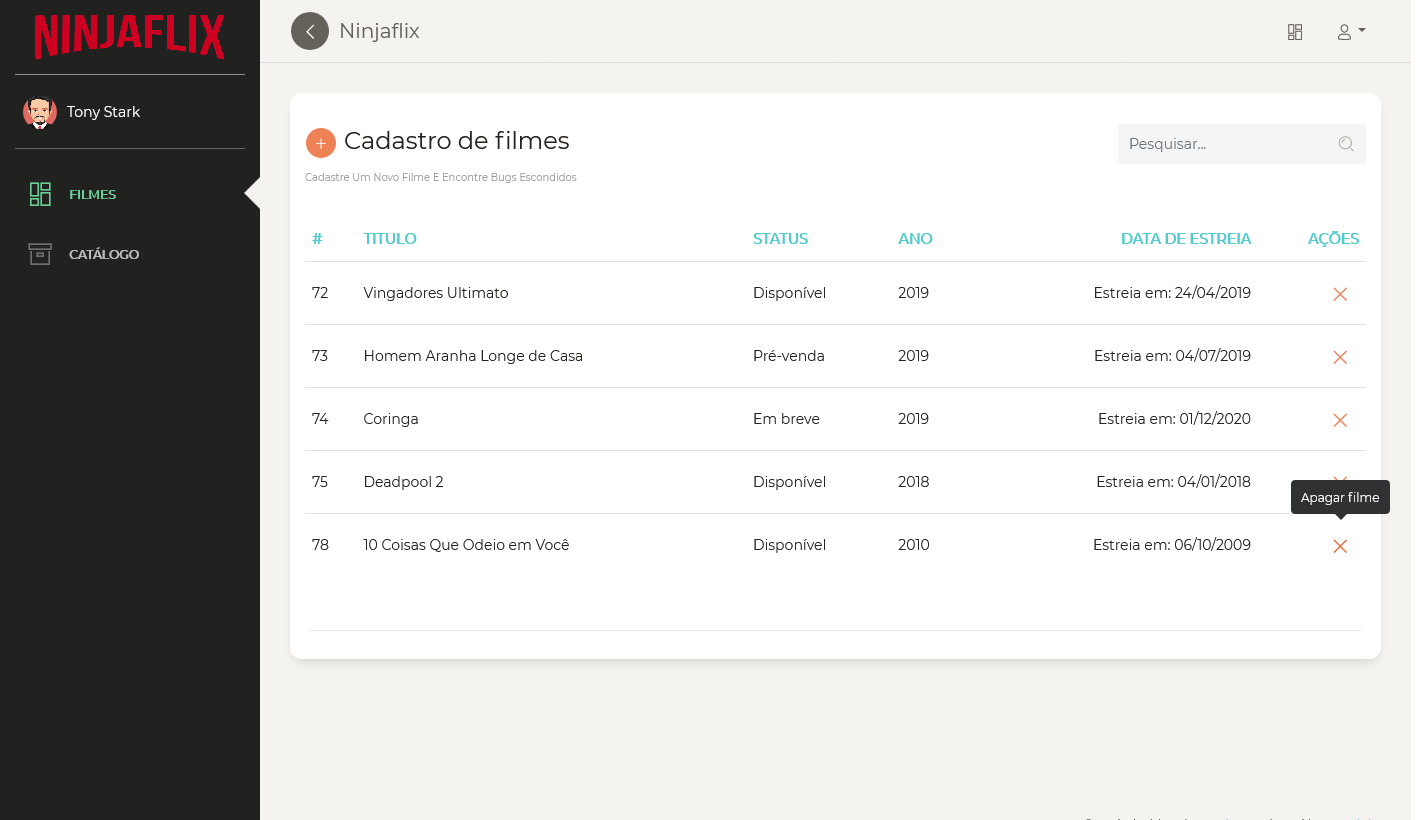 NINJAFLIX
Ninjaflix
Tony Stark
FILMES
CATÁLOGO
+ Cadastro de filmes
Pesquisar...
Cadastre Um Novo Filme E Encontre Bugs Escondidos
# TITULO STATUS ANO DATA DE ESTREIA AÇÕES
72 Vingadores Ultimato Disponível 2019 Estreia em: 24/04/2019
73 Homem Aranha Longe de Casa Pré-venda 2019 Estreia em: 04/07/2019
74 Coringa Em breve 2019 Estreia em: 01/12/2020
75 Deadpool 2 Disponível 2018 Estreia em: 04/01/2018
Apagar filme
78 10 Coisas Que Odeio em Você Disponível 2010 Estreia em: 06/10/2009